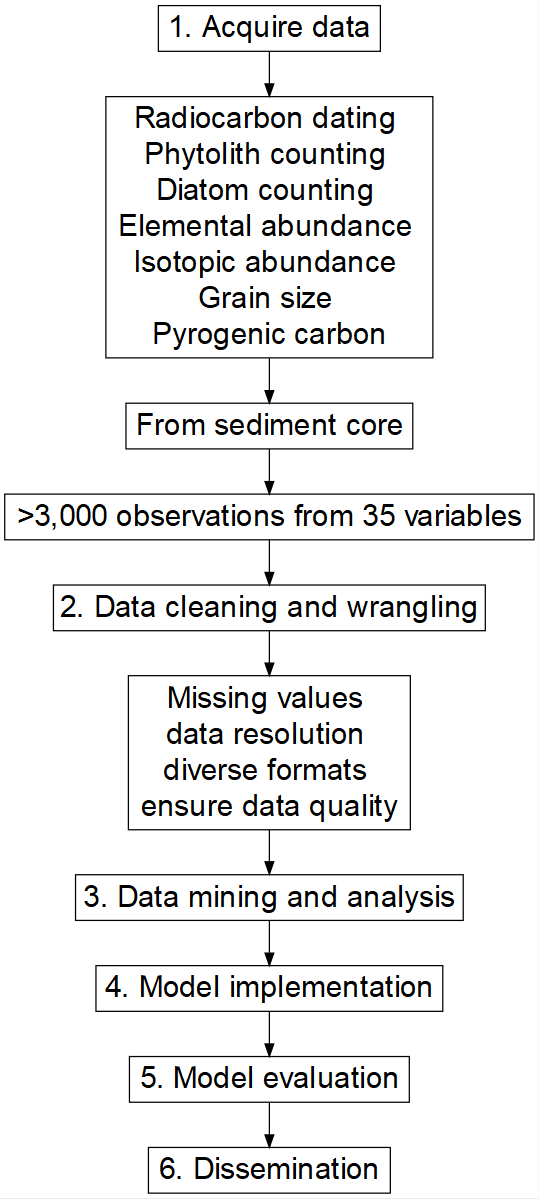 1. Acquire data
Radiocarbon dating
Phytolith counting
Diatom counting
Elemental abundance
Isotopic abundance
Grain size
Pyrogenic carbon
From sediment core
>3,000 observations from 35 variables
2. Data cleaning and wrangling
Missing values
data resolution
diverse formats
ensure data quality
3. Data mining and analysis
4. Model implementation
5. Model evaluation
6. Dissemination